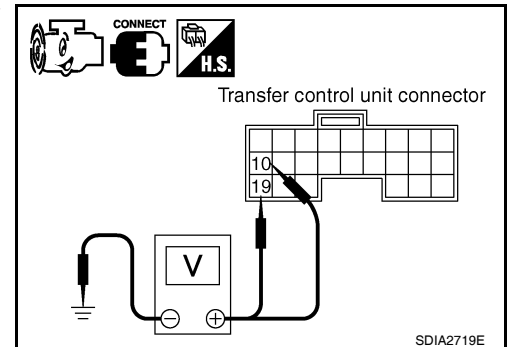 CONNECT
H.S.
Transfer control unit connector
10
19
V
− +
SDIA2719E